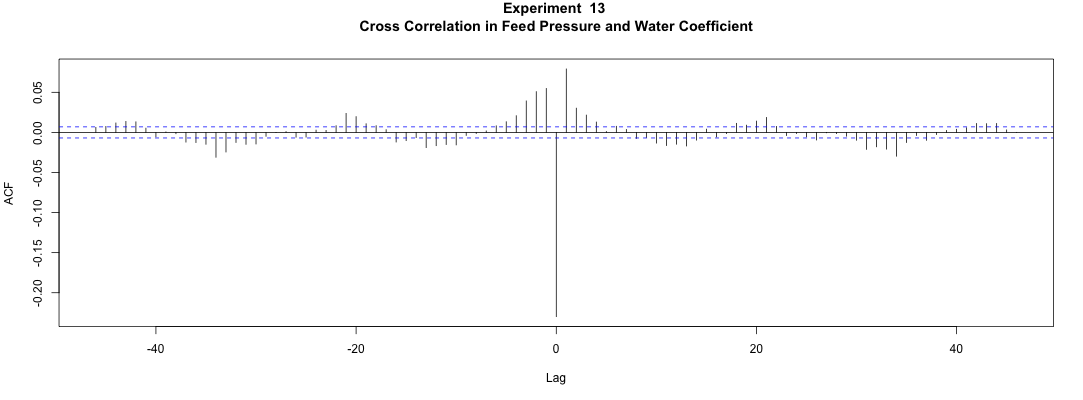 Experiment  13
Cross Correlation in Feed Pressure and Water Coefficient
ACF
0.05
0.00
-0.05
-0.10
-0.15
-0.20
-40 -20 0 20 40
Lag